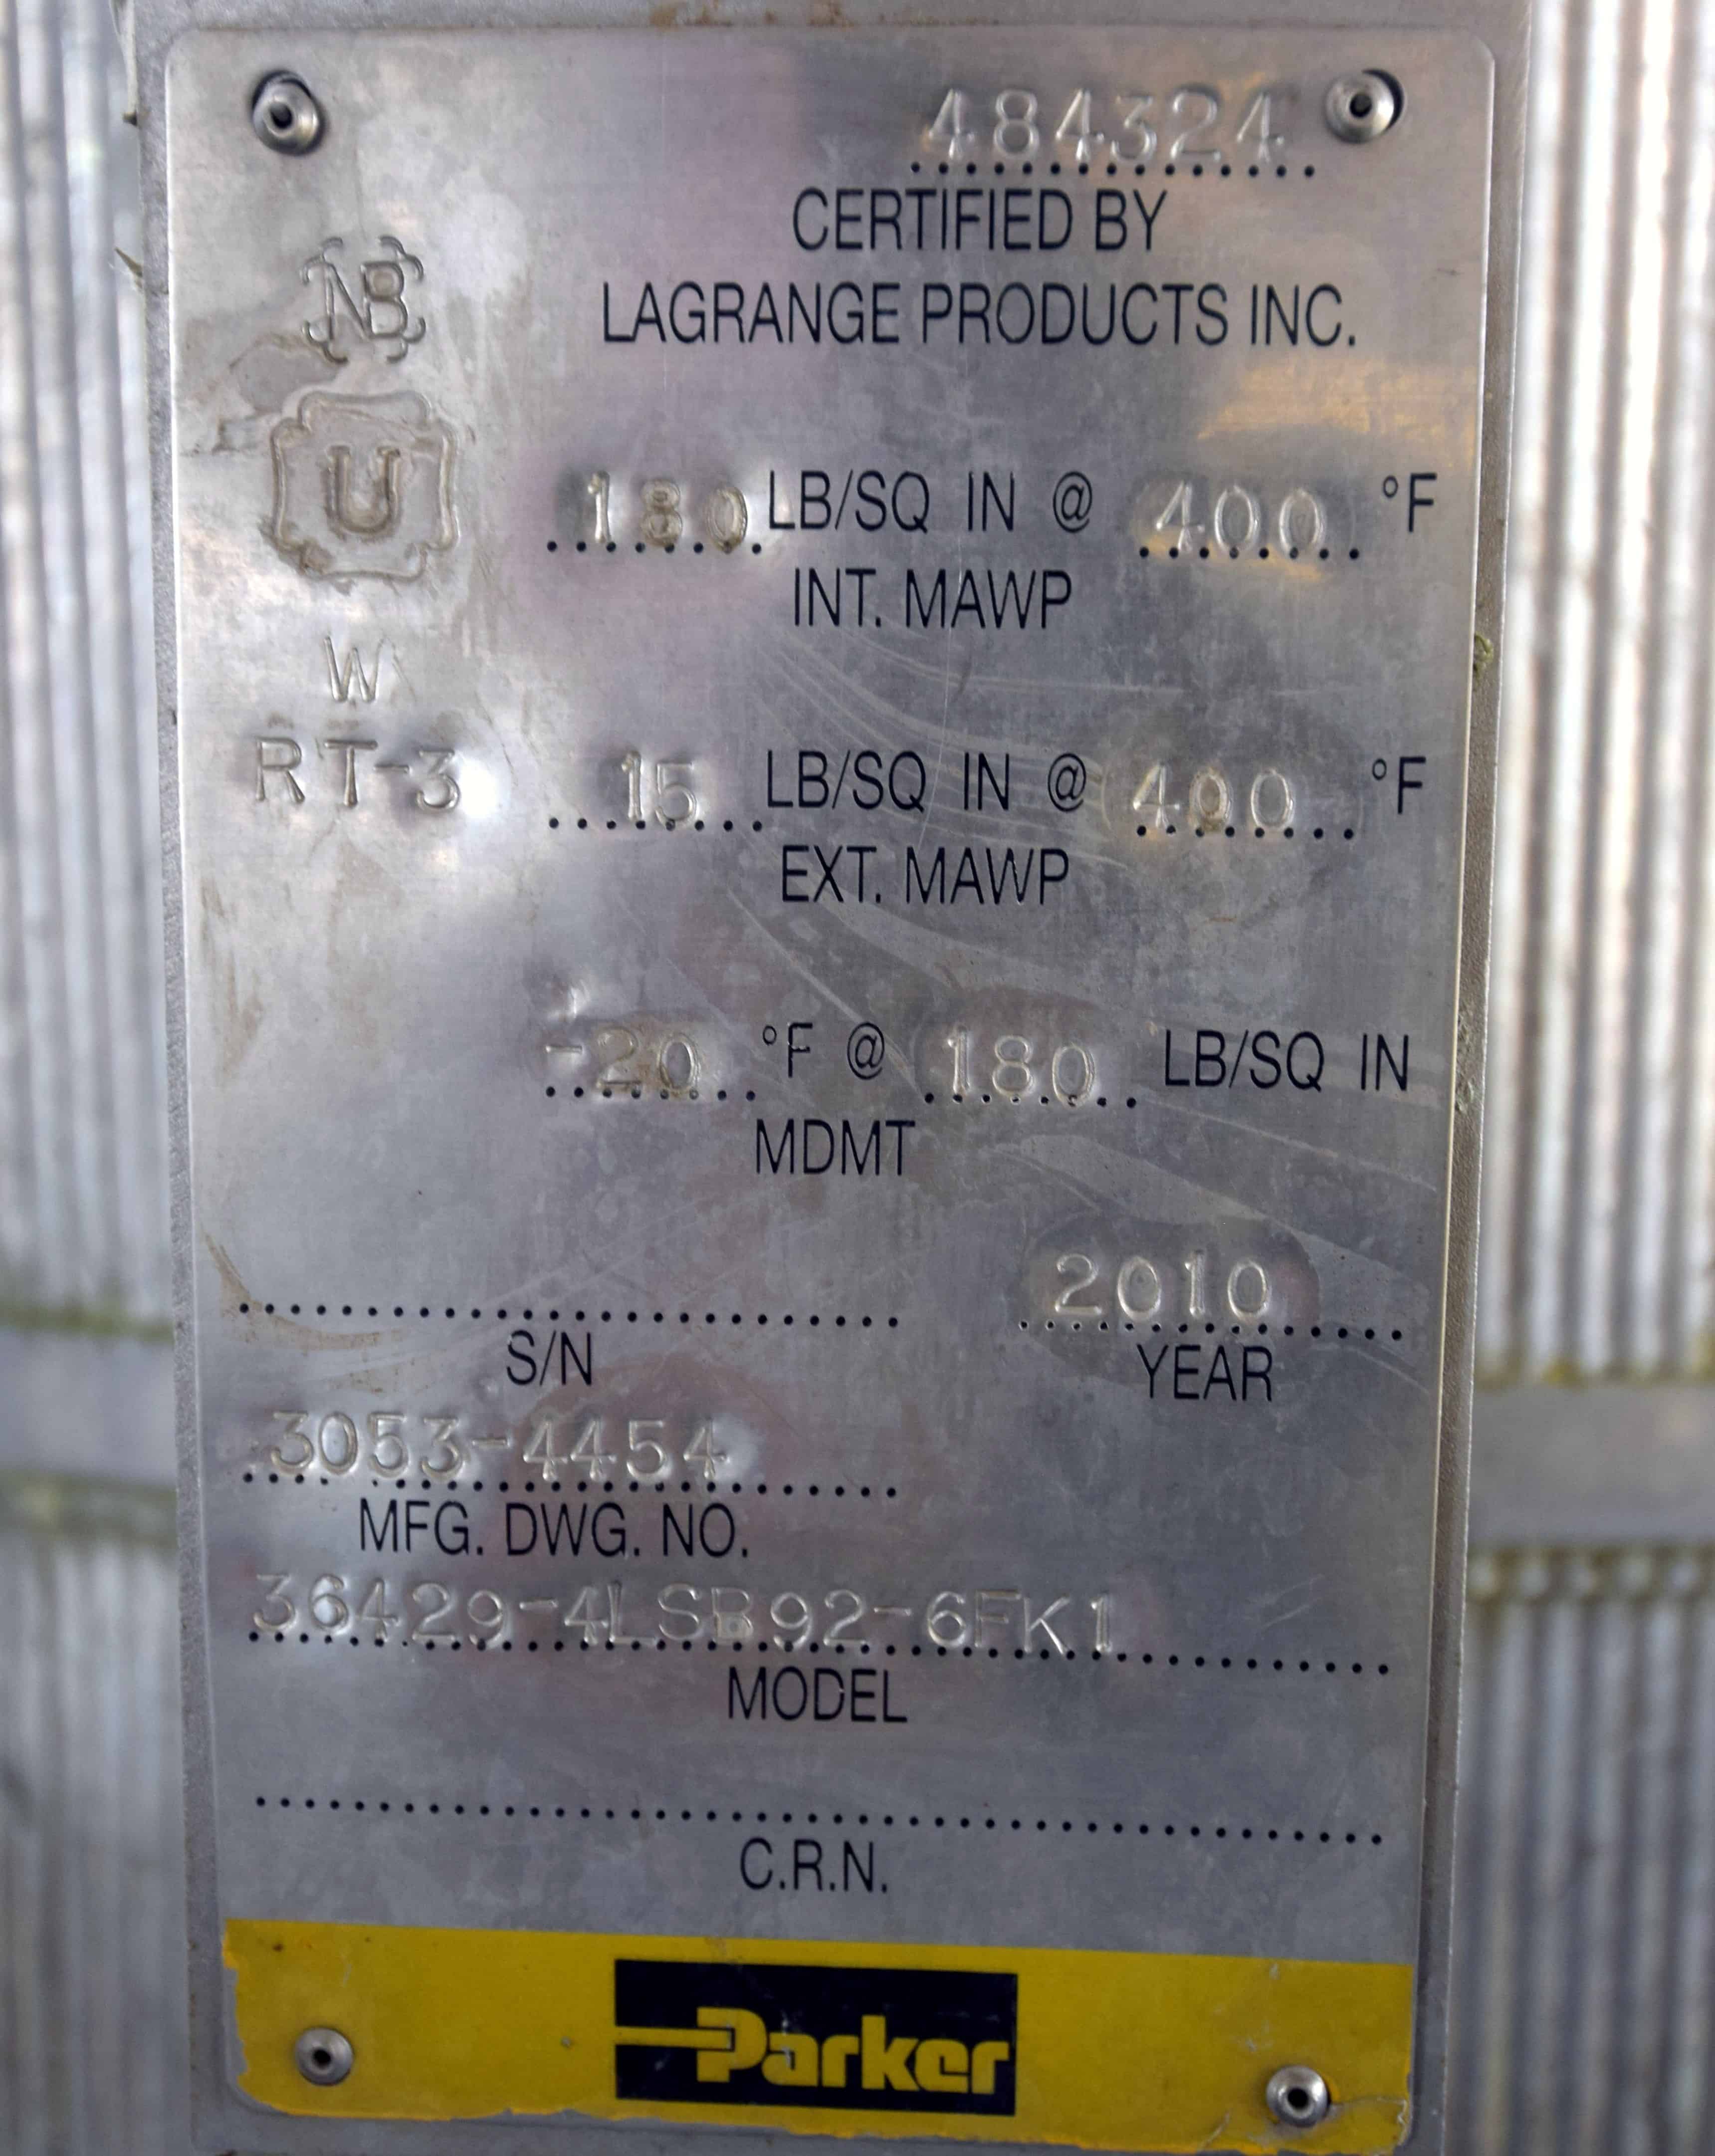 484324
CERTIFIED BY
LAGRANGE PRODUCTS INC.
NB
U
180 LB/SQ IN @ 400 °F
INT. MAWP
W
RT-3
15 LB/SQ IN @ 400 °F
EXT. MAWP
-20 °F @ 180 LB/SQ IN
MDMT
2010
S/N
YEAR
3053-4454
MFG. DWG. NO.
36429-4LSB92-6FK1
MODEL
C.R.N.
Parker